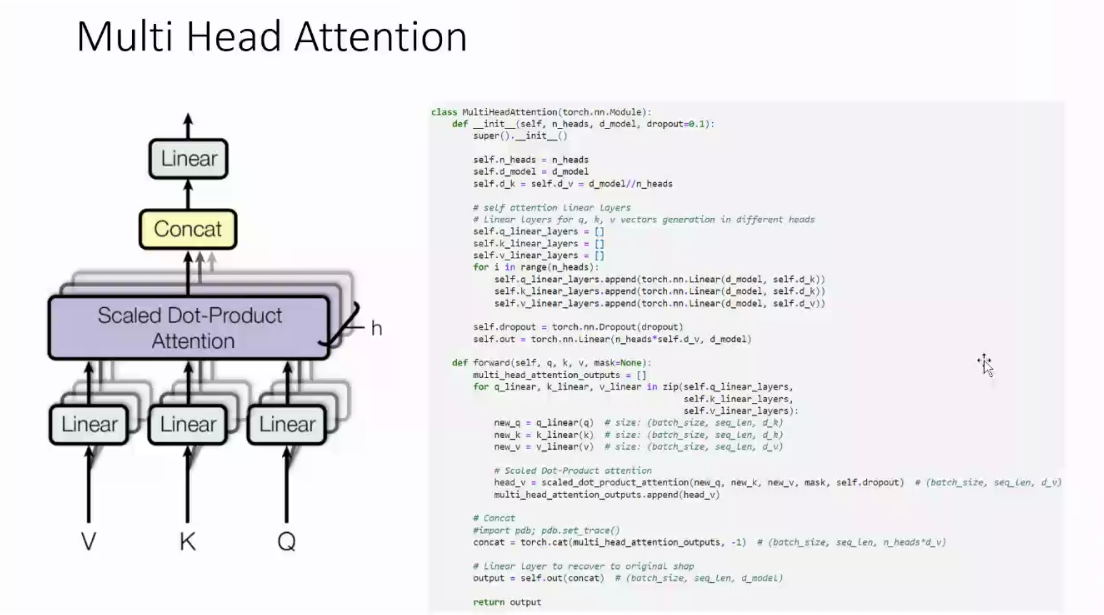 Multi Head Attention
Linear
Concat
Scaled Dot-Product
Attention
h
Linear
Linear
Linear
V
K
Q
class MultiHeadAttention(torch.nn.Module):
    def __init__(self, n_heads, d_model, dropout=0.1):
        super().__init__()
        self.n_heads = n_heads
        self.d_model = d_model
        self.d_k = self.d_v = d_model//n_heads
        # self attention linear layers
        # Linear layers for q, k, v vectors generation in different heads
        self.q_linear_layers = []
        self.k_linear_layers = []
        self.v_linear_layers = []
        for i in range(n_heads):
            self.q_linear_layers.append(torch.nn.Linear(d_model, self.d_k))
            self.k_linear_layers.append(torch.nn.Linear(d_model, self.d_k))
            self.v_linear_layers.append(torch.nn.Linear(d_model, self.d_v))
        self.dropout = torch.nn.Dropout(dropout)
        self.out = torch.nn.Linear(n_heads*self.d_v, d_model)
    def forward(self, q, k, v, mask=None):
        multi_head_attention_outputs = []
        for q_linear, k_linear, v_linear in zip(self.q_linear_layers,
                                                self.k_linear_layers,
                                                self.v_linear_layers):
            new_q = q_linear(q)  # size: (batch_size, seq_len, d_k)
            new_k = k_linear(k)  # size: (batch_size, seq_len, d_k)
            new_v = v_linear(v)  # size: (batch_size, seq_len, d_v)
            # Scaled Dot-Product attention
            head_v = scaled_dot_product_attention(new_q, new_k, new_v, mask, self.dropout)  # (batch_size, seq_len, d_v)
            multi_head_attention_outputs.append(head_v)
        # Concat
        #import pdb; pdb.set_trace()
        concat = torch.cat(multi_head_attention_outputs, -1)  # (batch_size, seq_len, n_heads*d_v)
        # Linear layer to recover to original shap
        output = self.out(concat)  # (batch_size, seq_len, d_model)
        return output